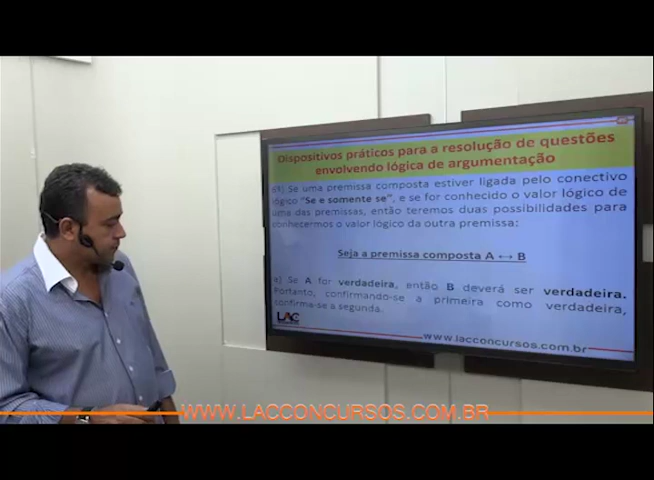 Dispositivos práticos para a resolução de questões
envolvendo lógica de argumentação
6ª) Se uma premissa composta estiver ligada pelo conectivo
lógico "Se e somente se", e se for conhecido o valor lógico de
uma das premissas, então teremos duas possibilidades para
conhecermos o valor lógico da outra premissa:
Seja a premissa composta A ↔ B
a) Se A for verdadeira, então B deverá ser verdadeira.
Portanto, confirmando-se a primeira como verdadeira,
confirma-se a segunda.
LAC
www.lacconcursos.com.br
WWW.LACCONCURSOS.COM.BR